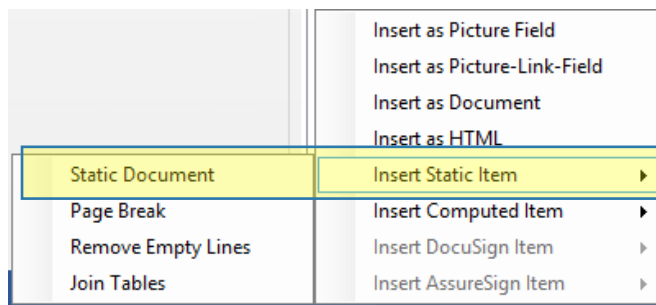 Insert as Picture Field
Insert as Picture-Link-Field
Insert as Document
Insert as HTML
Static Document
Insert Static Item
Page Break
Insert Computed Item
Remove Empty Lines
Insert DocuSign Item
Join Tables
Insert AssureSign Item